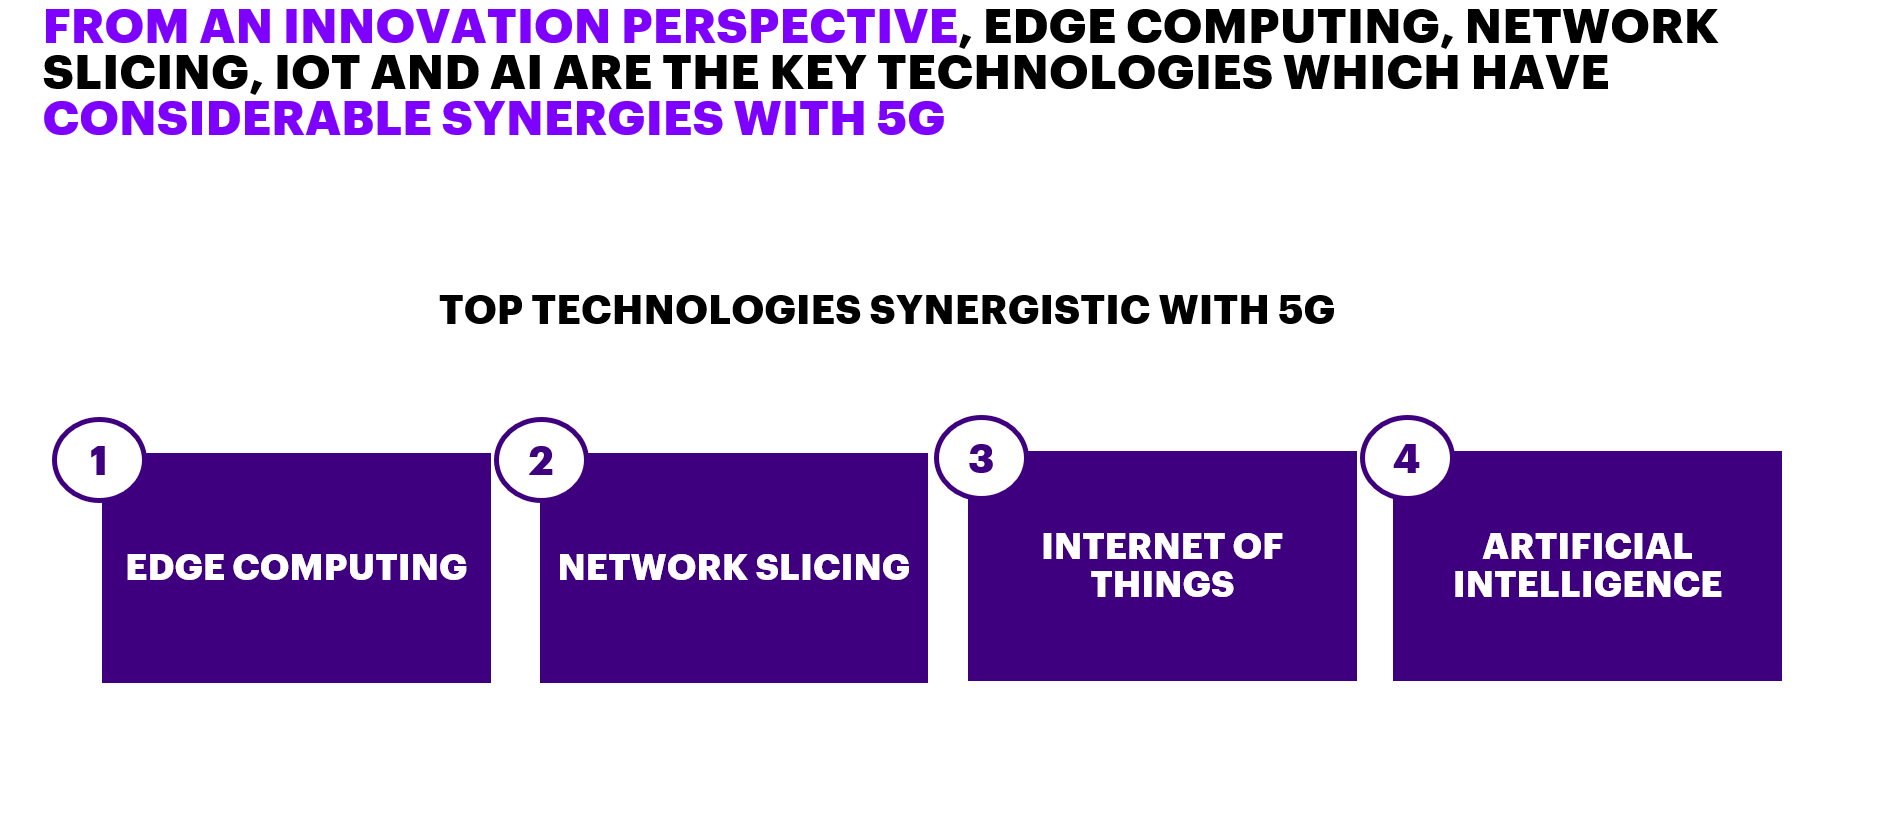 FROM AN INNOVATION PERSPECTIVE, EDGE COMPUTING, NETWORK
SLICING, IOT AND AI ARE THE KEY TECHNOLOGIES WHICH HAVE
CONSIDERABLE SYNERGIES WITH 5G
TOP TECHNOLOGIES SYNERGISTIC WITH 5G
1
EDGE COMPUTING
2
NETWORK SLICING
3
INTERNET OF
THINGS
4
ARTIFICIAL
INTELLIGENCE